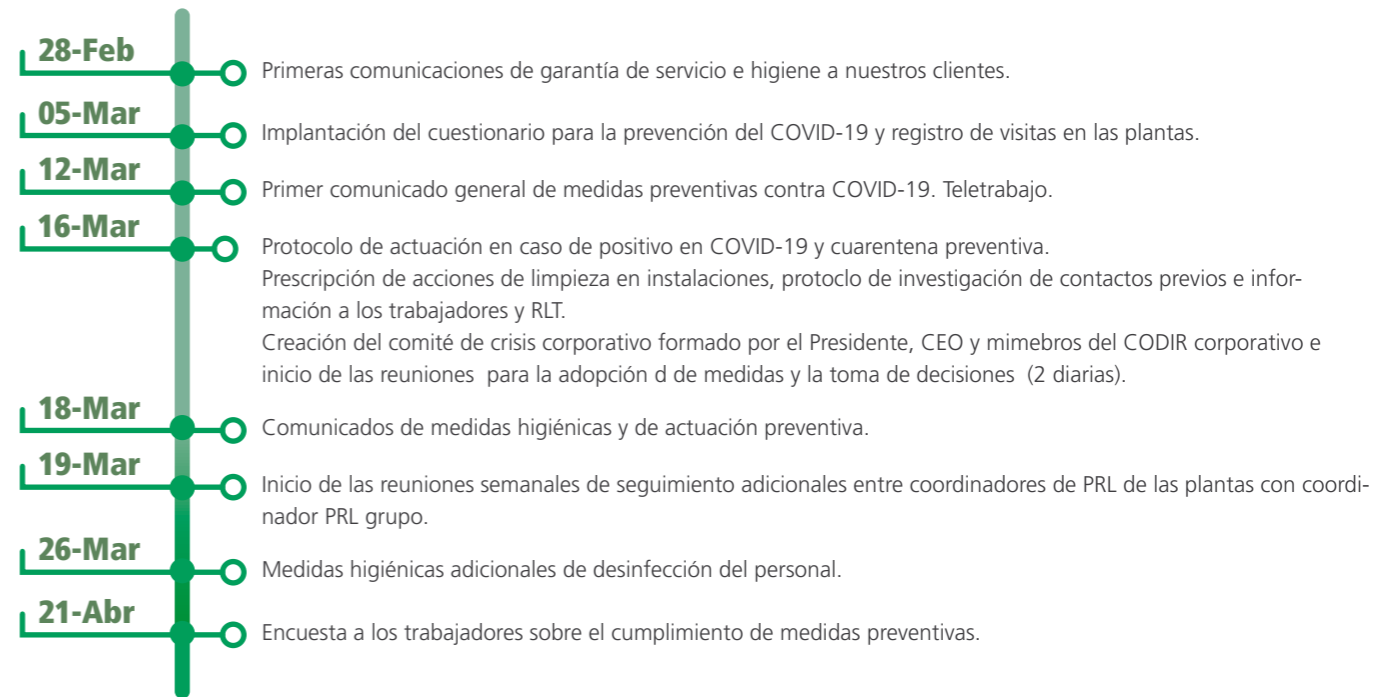 28-Feb
Primeras comunicaciones de garantía de servicio e higiene a nuestros clientes.
05-Mar
Implantación del cuestionario para la prevención del COVID-19 y registro de visitas en las plantas.
12-Mar
Primer comunicado general de medidas preventivas contra COVID-19. Teletrabajo.
16-Mar
Protocolo de actuación en caso de positivo en COVID-19 y cuarentena preventiva.
Prescripción de acciones de limpieza en instalaciones, protoclo de investigación de contactos previos e infor-
mación a los trabajadores y RLT.
Creación del comité de crisis corporativo formado por el Presidente, CEO y mimebros del CODIR corporativo e
inicio de las reuniones para la adopción d de medidas y la toma de decisiones (2 diarias).
18-Mar
Comunicados de medidas higiénicas y de actuación preventiva.
19-Mar
Inicio de las reuniones semanales de seguimiento adicionales entre coordinadores de PRL de las plantas con coordi-
nador PRL grupo.
26-Mar
Medidas higiénicas adicionales de desinfección del personal.
21-Abr
Encuesta a los trabajadores sobre el cumplimiento de medidas preventivas.